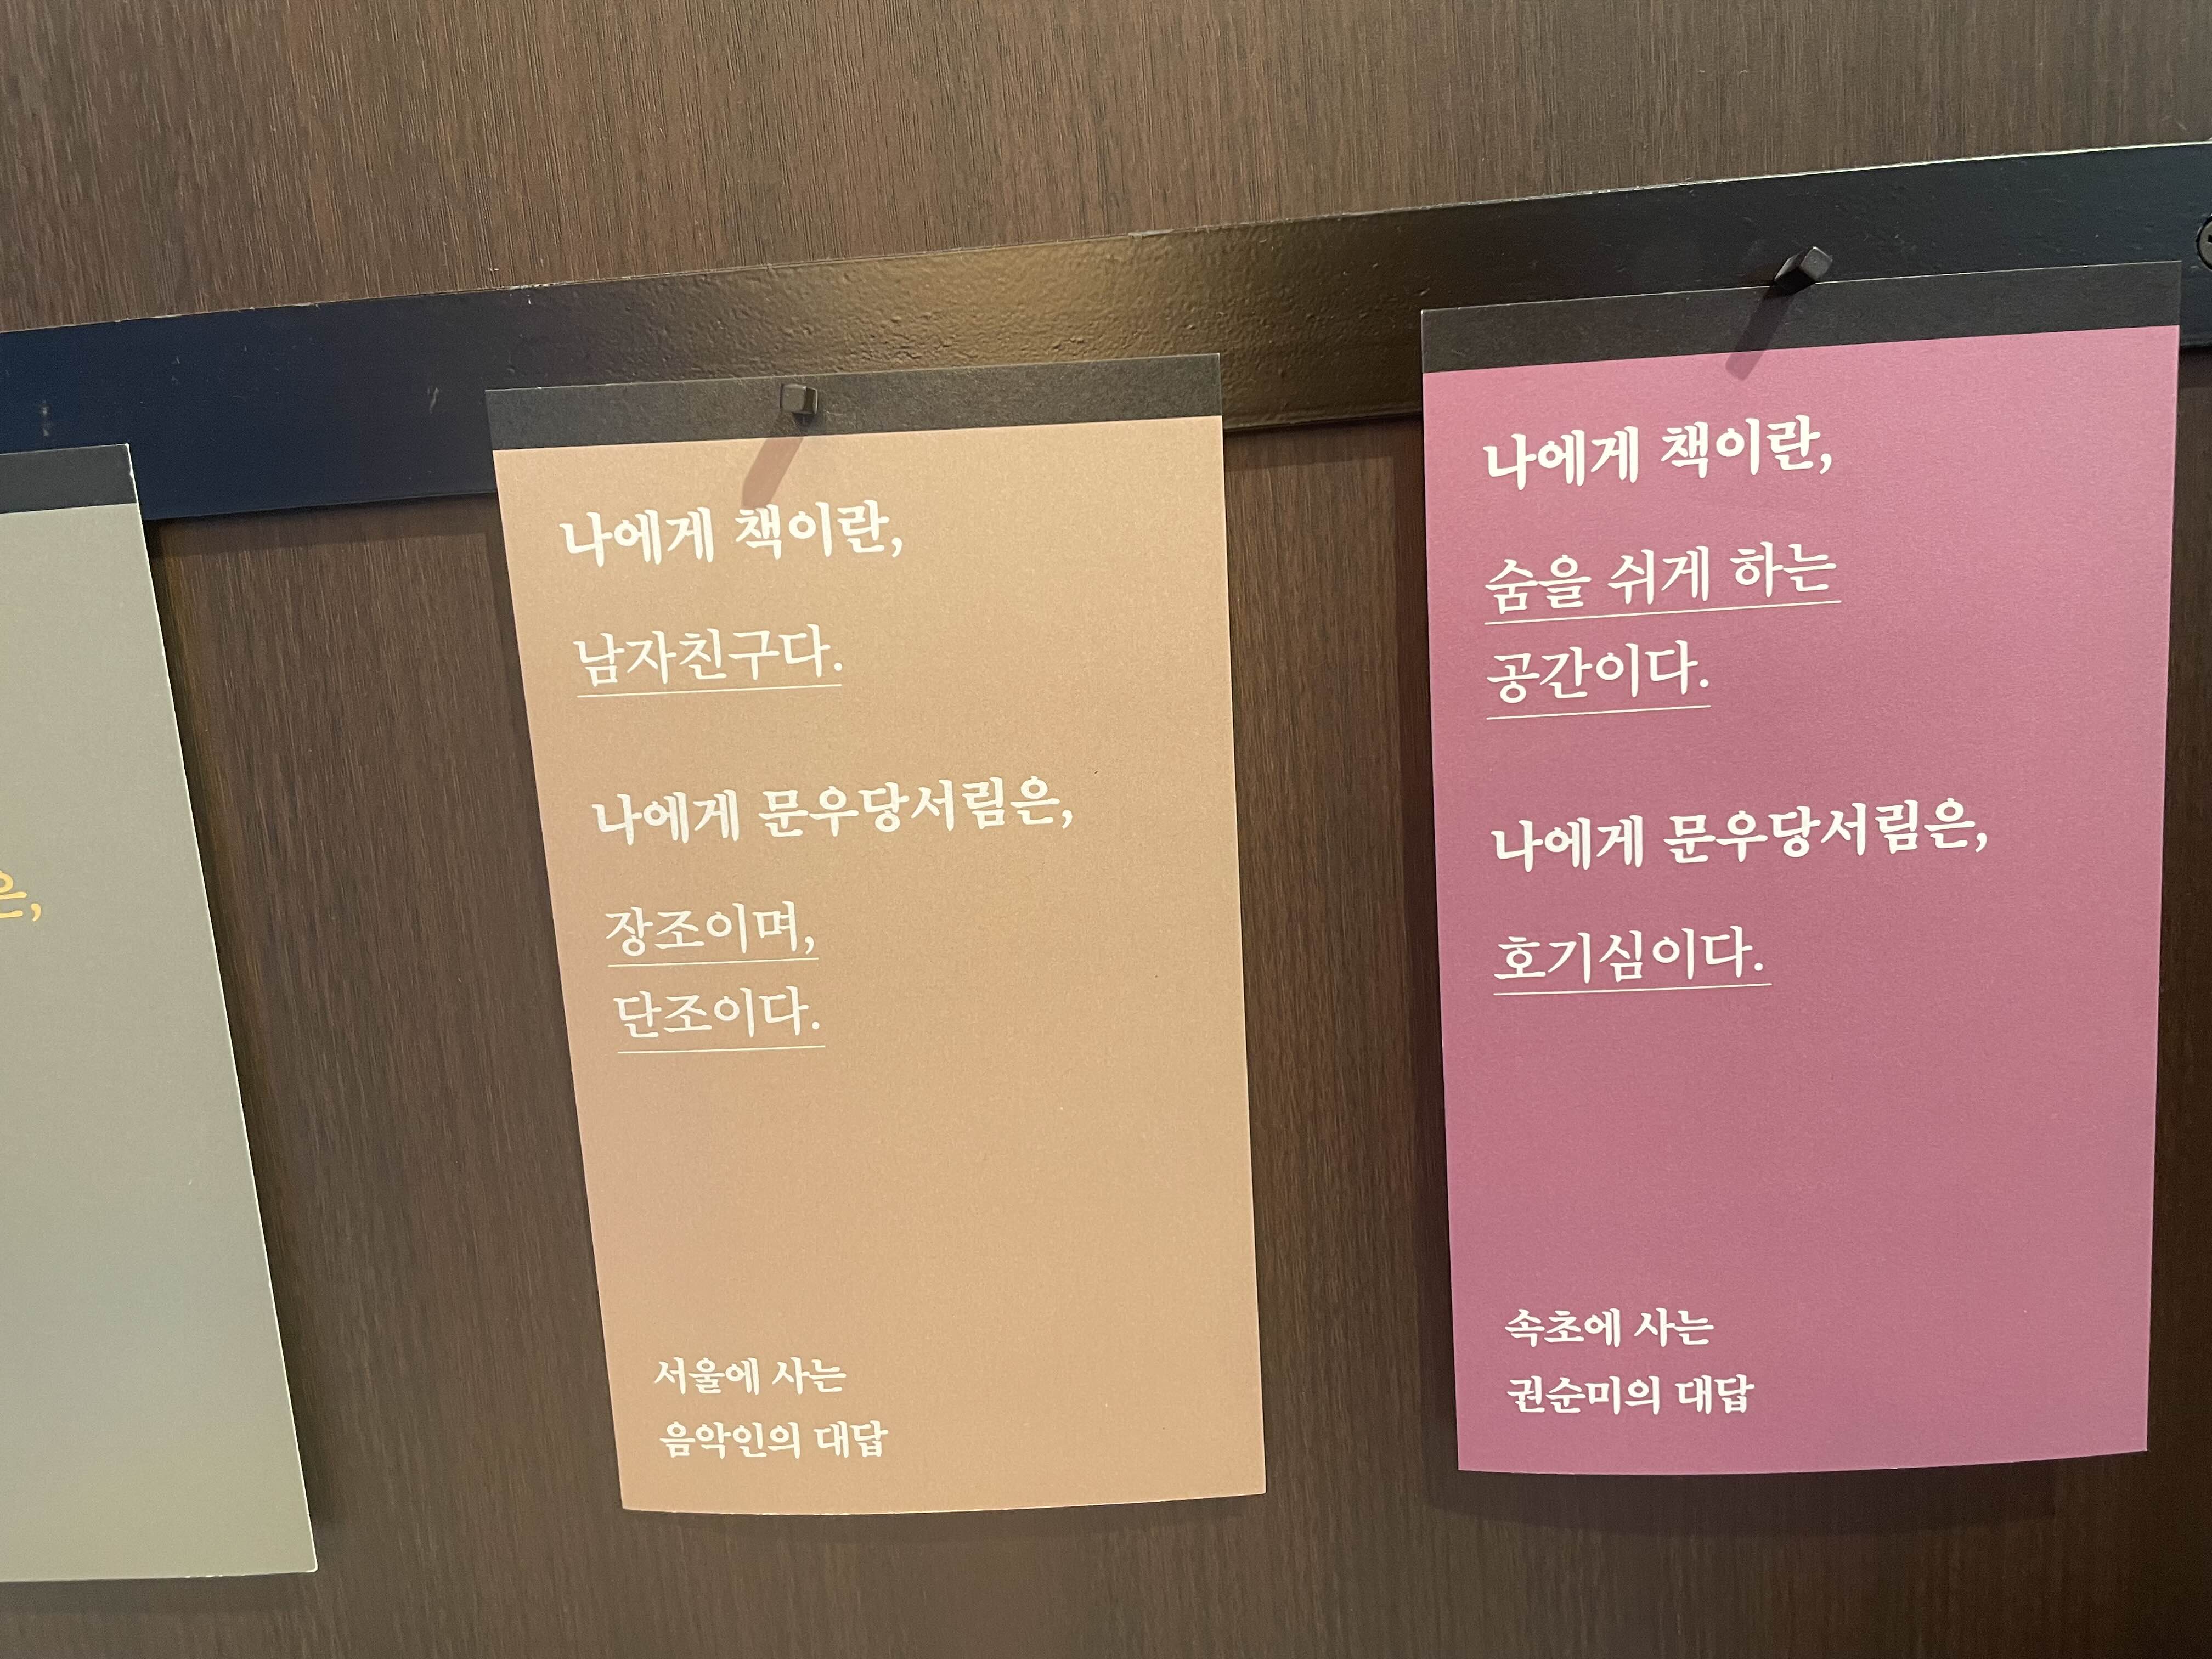 은,
나에게 책이란,
남자친구다.
나에게 문우당서림은,
장조이며,
단조이다.
서울에 사는
음악인의 대답
나에게 책이란,
숨을 쉬게 하는
공간이다.
나에게 문우당서림은,
호기심이다.
속초에 사는
권순미의 대답